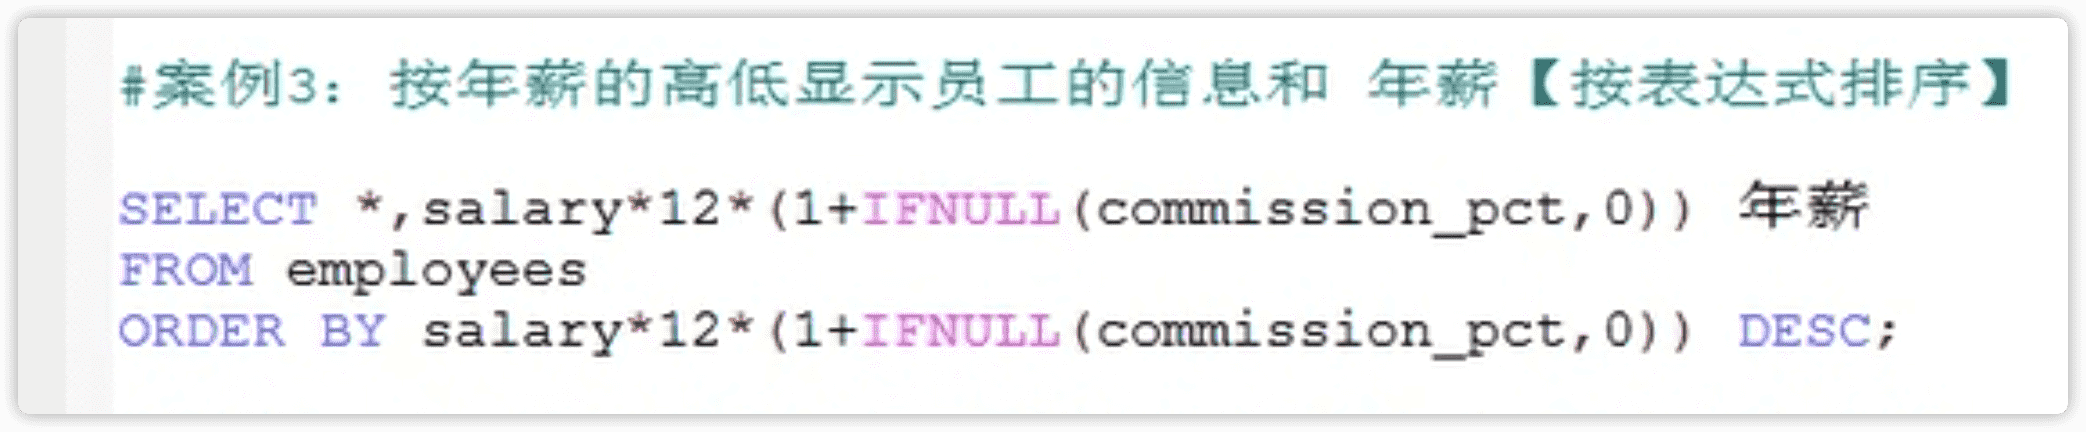 #案例3：按年薪的高低显示员工的信息和 年薪【按表达式排序】
SELECT *,salary*12*(1+IFNULL(commission_pct,0)) 年薪
FROM employees
ORDER BY salary*12*(1+IFNULL(commission_pct,0)) DESC;